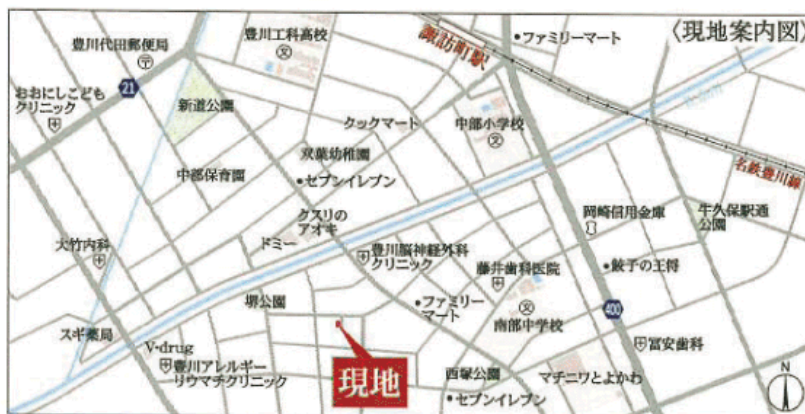 〈現地案内図〉
豊川代田郵便局
豊川工科高校
諏訪町駅
ファミリーマート
21
おおにしこども
クリニック
新道公園
クックマート
中部小学校
双葉幼稚園
中部保育園
セブンイレブン
名鉄豊川線
クスリの
アオキ
岡崎信用金庫
牛久保駅通
公園
大竹内科
ドミー
豊川脳神経外科
クリニック
藤井歯科医院
餃子の王将
堺公園
ファミリー
マート
南部中学校
400
スギ薬局
V・drug
豊川アレルギー
リウマチクリニック
現地
西塚公園
マチニワとよかわ
冨安歯科
セブンイレブン
N